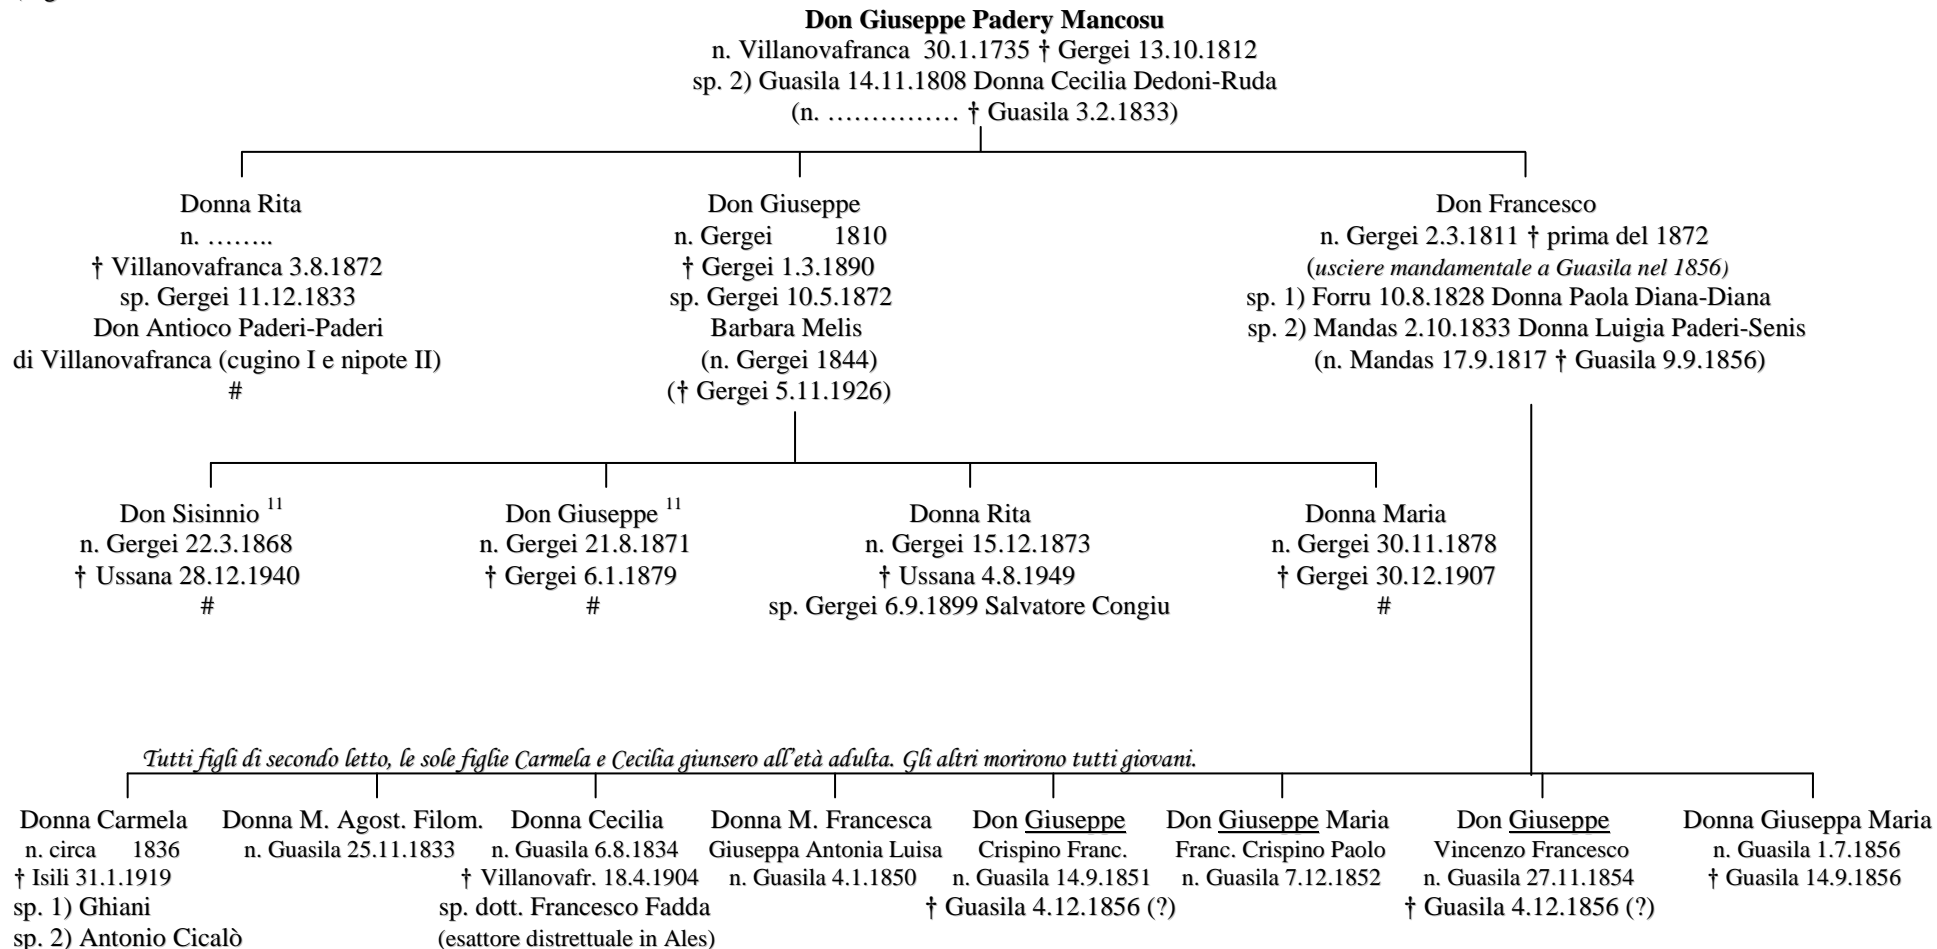 Don Giuseppe Padery Mancosu
n. Villanovafranca 30.1.1735 † Gergei 13.10.1812
sp. 2) Guasila 14.11.1808 Donna Cecilia Dedoni-Ruda
(n. …………… † Guasila 3.2.1833)
Donna Rita
n. ……..
† Villanovafranca 3.8.1872
sp. Gergei 11.12.1833
Don Antioco Paderi-Paderi
di Villanovafranca (cugino I e nipote II)
#
Don Giuseppe
n. Gergei 1810
† Gergei 1.3.1890
sp. Gergei 10.5.1872
Barbara Melis
(n. Gergei 1844)
(† Gergei 5.11.1926)
Don Francesco
n. Gergei 2.3.1811 † prima del 1872
(usciere mandamentale a Guasila nel 1856)
sp. 1) Forru 10.8.1828 Donna Paola Diana-Diana
sp. 2) Mandas 2.10.1833 Donna Luigia Paderi-Senis
(n. Mandas 17.9.1817 † Guasila 9.9.1856)
Don Sisinnio 11
n. Gergei 22.3.1868
† Ussana 28.12.1940
#
Don Giuseppe 11
n. Gergei 21.8.1871
† Gergei 6.1.1879
#
Donna Rita
n. Gergei 15.12.1873
† Ussana 4.8.1949
sp. Gergei 6.9.1899 Salvatore Congiu
Donna Maria
n. Gergei 30.11.1878
† Gergei 30.12.1907
#
Tutti figli di secondo letto, le sole figlie Carmela e Cecilia giunsero all'età adulta. Gli altri morirono tutti giovani.
Donna Carmela
n. circa 1836
† Isili 31.1.1919
sp. 1) Ghiani
sp. 2) Antonio Cicalò
Donna M. Agost. Filom.
n. Guasila 25.11.1833
Donna Cecilia
n. Guasila 6.8.1834
† Villanovafr. 18.4.1904
sp. dott. Francesco Fadda
(esattore distrettuale in Ales)
Donna M. Francesca
Giuseppa Antonia Luisa
n. Guasila 4.1.1850
Don Giuseppe
Crispino Franc.
n. Guasila 14.9.1851
† Guasila 4.12.1856 (?)
Don Giuseppe Maria
Franc. Crispino Paolo
n. Guasila 7.12.1852
Don Giuseppe
Vincenzo Francesco
n. Guasila 27.11.1854
† Guasila 4.12.1856 (?)
Donna Giuseppa Maria
n. Guasila 1.7.1856
† Guasila 14.9.1856